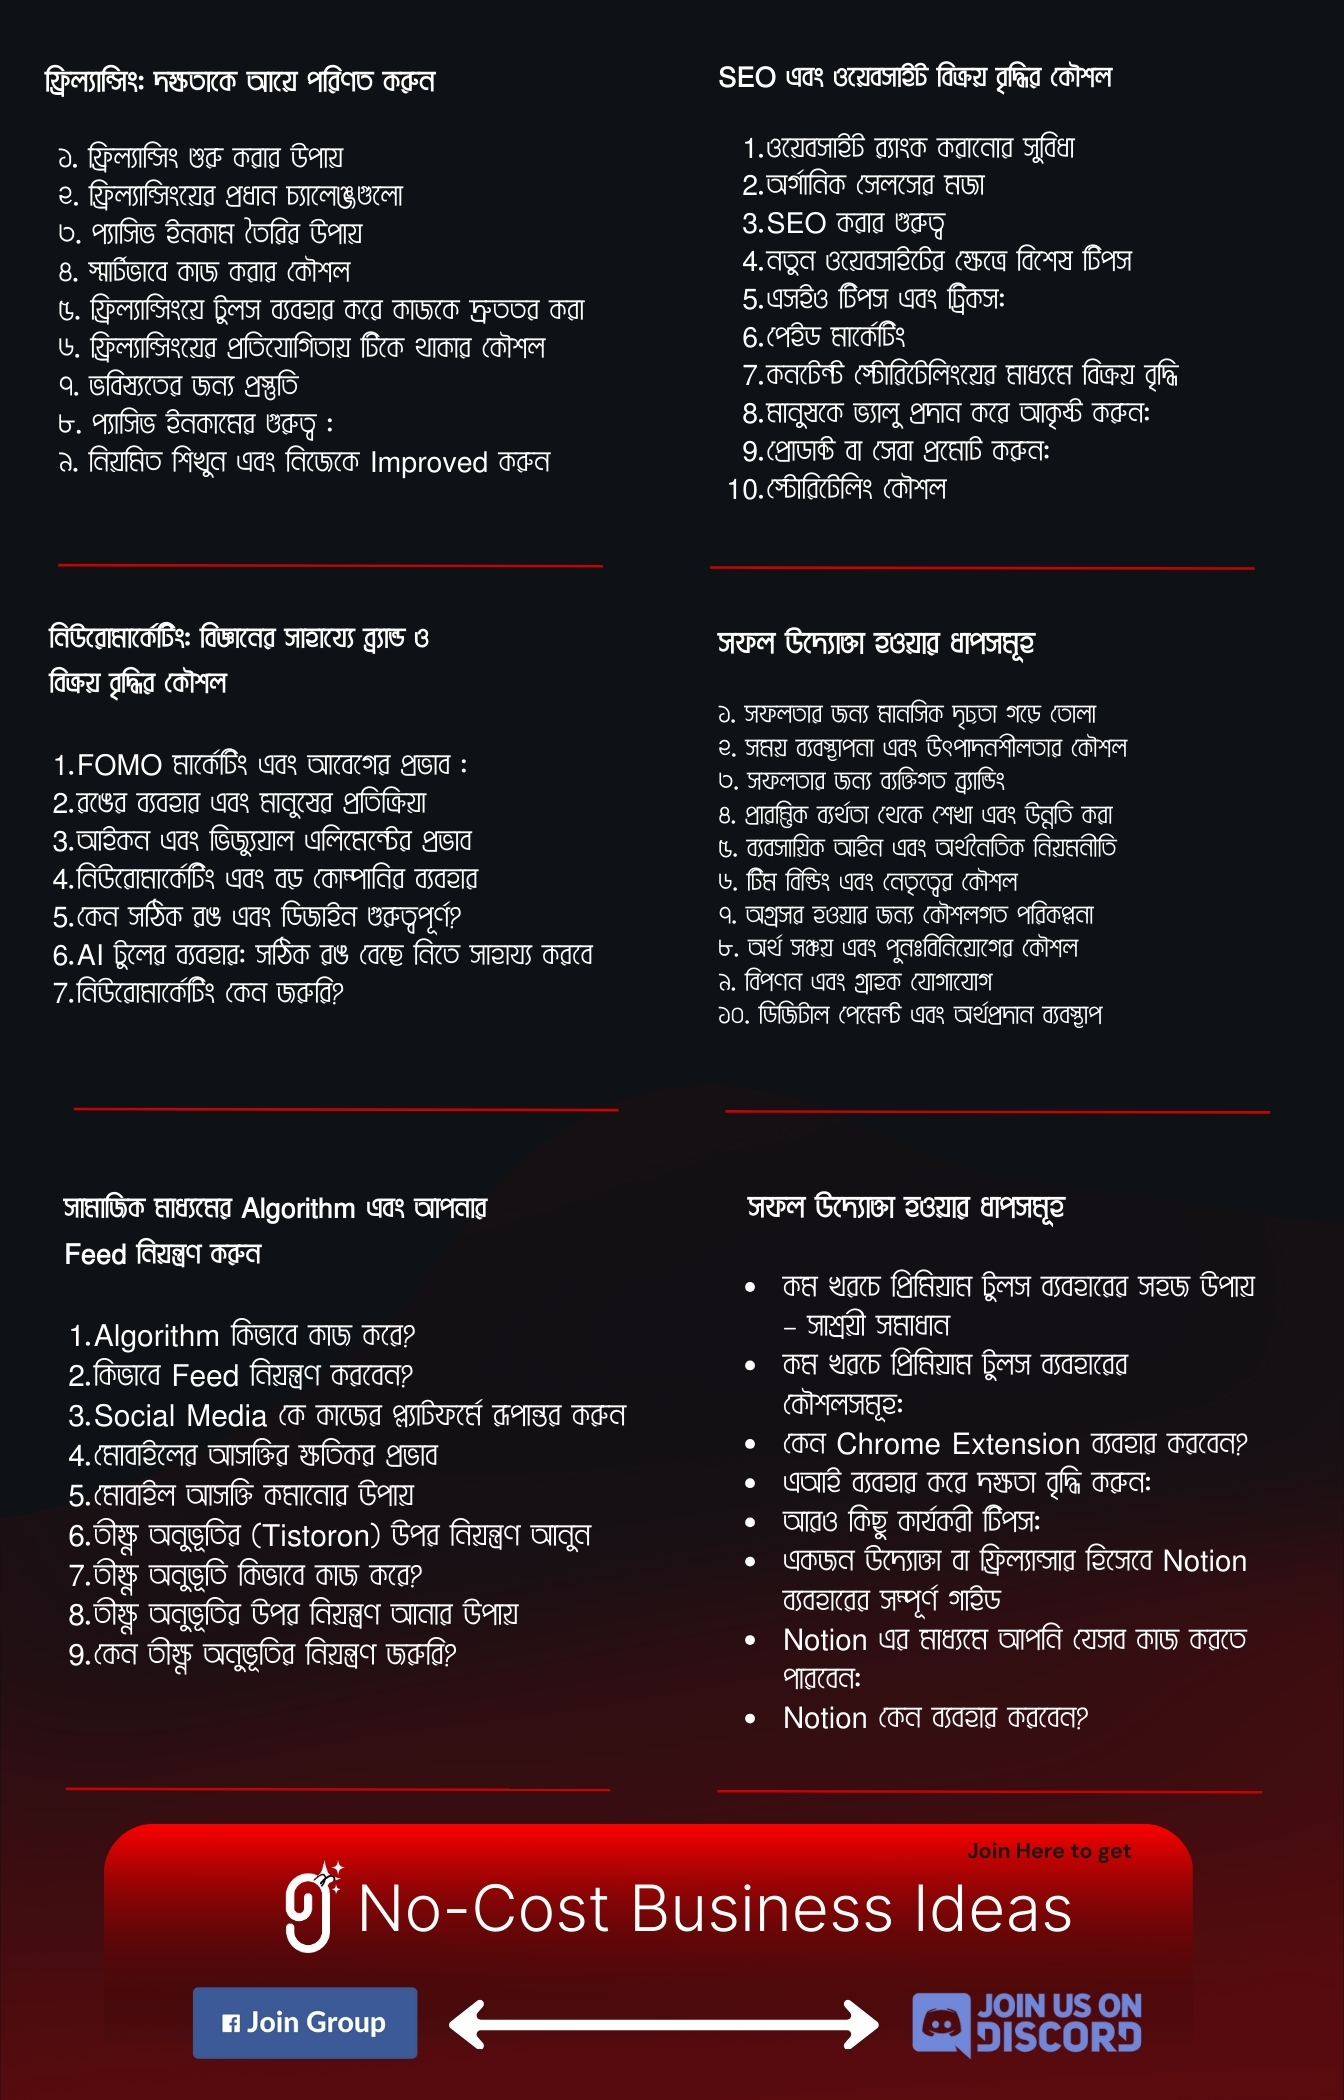 ফ্রিল্যান্সিং: দক্ষতাকে আয়ে পরিণত করুন
১. ফ্রিল্যান্সিং শুরু করার উপায়
২. ফ্রিল্যান্সিংয়ের প্রধান চ্যালেঞ্জগুলো
৩. প্যাসিভ ইনকাম তৈরির উপায়
৪. স্মার্টভাবে কাজ করার কৌশল
৫. ফ্রিল্যান্সিংয়ে টুলস ব্যবহার করে কাজকে দ্রুততর করা
৬. ফ্রিল্যান্সিংয়ের প্রতিযোগিতায় টিকে থাকার কৌশল
৭. ভবিষ্যতের জন্য প্রস্তুতি
৮. প্যাসিভ ইনকামের গুরুত্ব :
৯. নিয়মিত শিখুন এবং নিজেকে Improved করুন
SEO এবং ওয়েবসাইট বিক্রয় বৃদ্ধির কৌশল
1.ওয়েবসাইট র‍্যাংক করানোর সুবিধা
2.অর্গানিক সেলসের মজা
3.SEO করার গুরুত্ব
4.নতুন ওয়েবসাইটের ক্ষেত্রে বিশেষ টিপস
5.এসইও টিপস এবং ট্রিকস:
6.পেইড মার্কেটিং
7.কনটেন্ট স্টোরিটেলিংয়ের মাধ্যমে বিক্রয় বৃদ্ধি
8.মানুষকে ভ্যালু প্রদান করে আকৃষ্ট করুন:
9.প্রোডাক্ট বা সেবা প্রমোট করুন:
10.স্টোরিটেলিং কৌশল
নিউরোমার্কেটিং: বিজ্ঞানের সাহায্যে ব্র্যান্ড ও
বিক্রয় বৃদ্ধির কৌশল
1.FOMO মার্কেটিং এবং আবেগের প্রভাব :
2.রঙের ব্যবহার এবং মানুষের প্রতিক্রিয়া
3.আইকন এবং ভিজ্যুয়াল এলিমেন্টের প্রভাব
4.নিউরোমার্কেটিং এবং বড় কোম্পানির ব্যবহার
5.কেন সঠিক রঙ এবং ডিজাইন গুরুত্বপূর্ণ?
6.AI টুলের ব্যবহার: সঠিক রঙ বেছে নিতে সাহায্য করবে
7.নিউরোমার্কেটিং কেন জরুরি?
সফল উদ্যোক্তা হওয়ার ধাপসমূহ
১. সফলতার জন্য মানসিক দৃঢ়তা গড়ে তোলা
২. সময় ব্যবস্থাপনা এবং উৎপাদনশীলতার কৌশল
৩. সফলতার জন্য ব্যক্তিগত ব্র্যান্ডিং
৪. প্রারম্ভিক ব্যর্থতা থেকে শেখা এবং উন্নতি করা
৫. ব্যবসায়িক আইন এবং অর্থনৈতিক নিয়মনীতি
৬. টিম বিল্ডিং এবং নেতৃত্বের কৌশল
৭. অগ্রসর হওয়ার জন্য কৌশলগত পরিকল্পনা
৮. অর্থ সঞ্চয় এবং পুনঃবিনিয়োগের কৌশল
৯. বিপণন এবং গ্রাহক যোগাযোগ
১০. ডিজিটাল পেমেন্ট এবং অর্থপ্রদান ব্যবস্থাপ
সামাজিক মাধ্যমের Algorithm এবং আপনার
Feed নিয়ন্ত্রণ করুন
1.Algorithm কিভাবে কাজ করে?
2.কিভাবে Feed নিয়ন্ত্রণ করবেন?
3.Social Media কে কাজের প্ল্যাটফর্মে রূপান্তর করুন
4.মোবাইলের আসক্তির ক্ষতিকর প্রভাব
5.মোবাইল আসক্তি কমানোর উপায়
6.তীক্ষ্ণ অনুভূতির (Tistoron) উপর নিয়ন্ত্রণ আনুন
7.তীক্ষ্ণ অনুভূতি কিভাবে কাজ করে?
8.তীক্ষ্ণ অনুভূতির উপর নিয়ন্ত্রণ আনার উপায়
9.কেন তীক্ষ্ণ অনুভূতির নিয়ন্ত্রণ জরুরি?
সফল উদ্যোক্তা হওয়ার ধাপসমূহ
• কম খরচে প্রিমিয়াম টুলস ব্যবহারের সহজ উপায়
– সাশ্রয়ী সমাধান
• কম খরচে প্রিমিয়াম টুলস ব্যবহারের
কৌশলসমূহ:
• কেন Chrome Extension ব্যবহার করবেন?
• এআই ব্যবহার করে দক্ষতা বৃদ্ধি করুন:
• আরও কিছু কার্যকরী টিপস:
• একজন উদ্যোক্তা বা ফ্রিল্যান্সার হিসেবে Notion
ব্যবহারের সম্পূর্ণ গাইড
• Notion এর মাধ্যমে আপনি যেসব কাজ করতে
পারবেন:
• Notion কেন ব্যবহার করবেন?
Join Here to get
No-Cost Business Ideas
Join Group
JOIN US ON
DISCORD